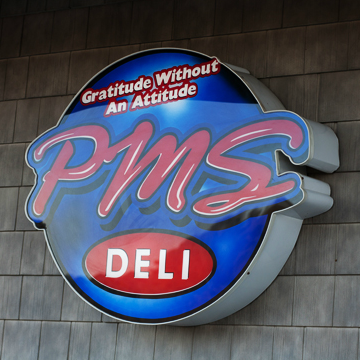 Gratitude Without
An Attitude
PMS
DELI